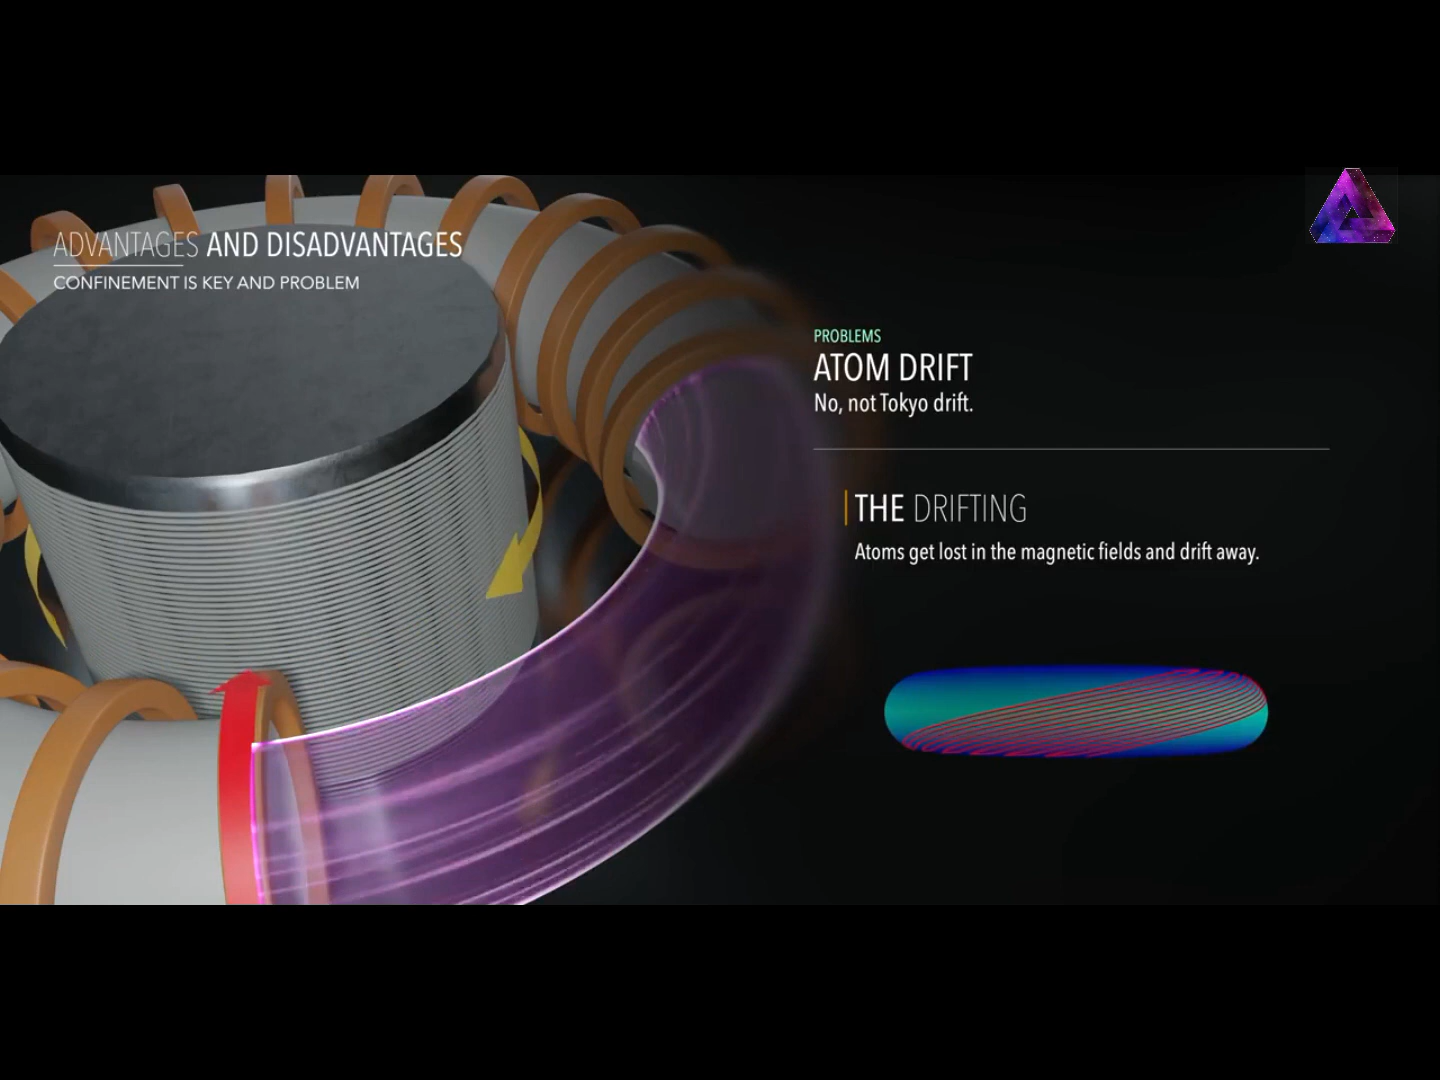 ADVANTAGES AND DISADVANTAGES
CONFINEMENT IS KEY AND PROBLEM
PROBLEMS
ATOM DRIFT
No, not Tokyo drift.
THE DRIFTING
Atoms get lost in the magnetic fields and drift away.